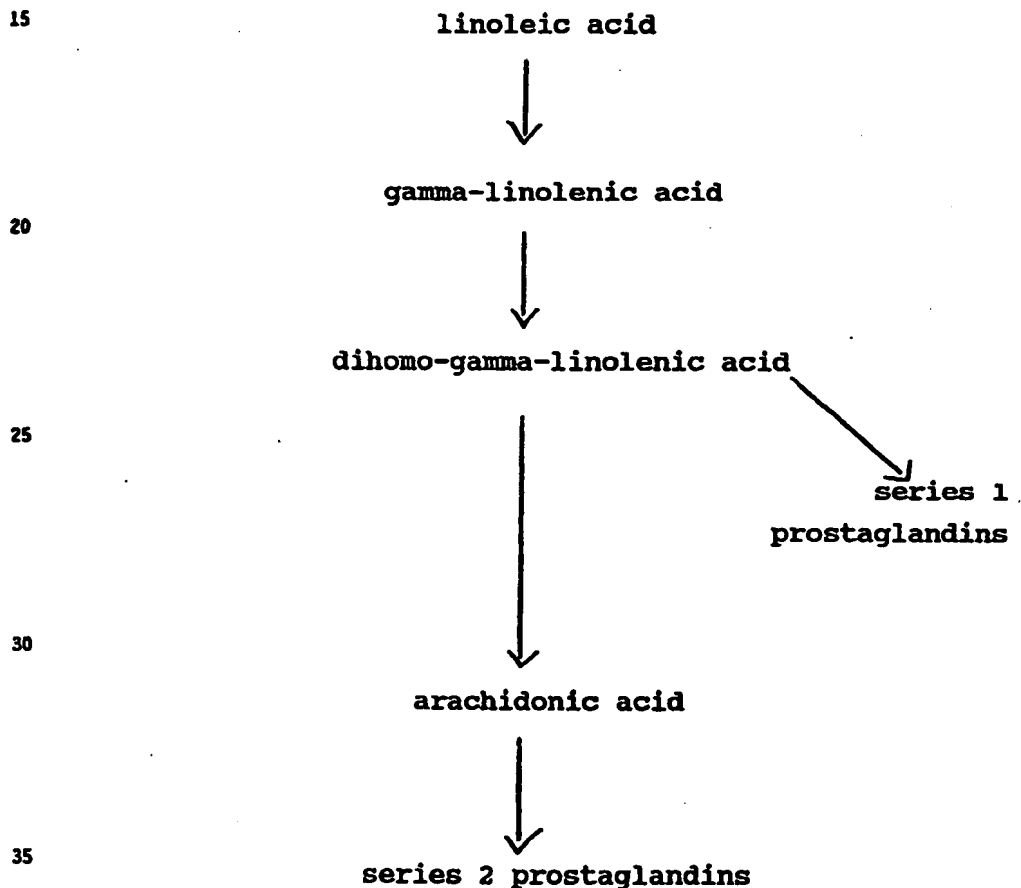 15
linoleic acid
gamma-linolenic acid
20
dihomo-gamma-linolenic acid
25
series 1
prostaglandins
30
arachidonic acid
35
series 2 prostaglandins